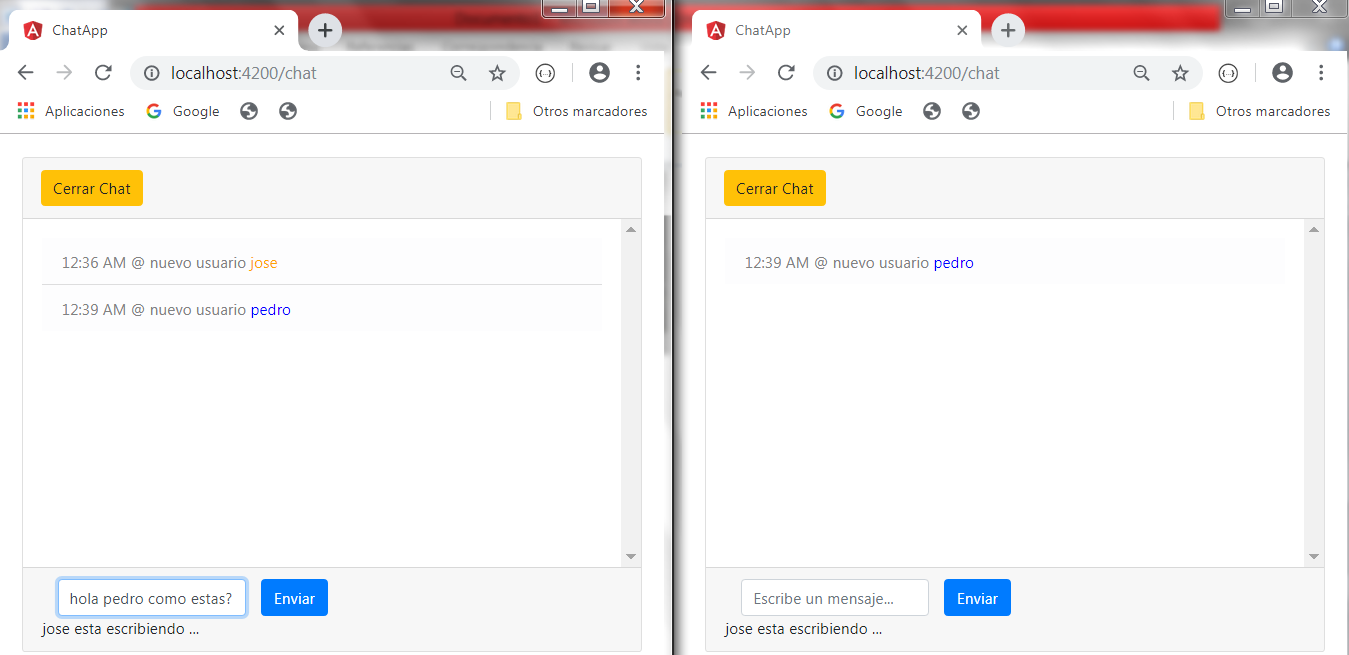 ChatApp
localhost:4200/chat
Aplicaciones Google Otros marcadores
Cerrar Chat
12:36 AM @ nuevo usuario jose
12:39 AM @ nuevo usuario pedro
hola pedro como estas? Enviar
jose esta escribiendo ...
ChatApp
localhost:4200/chat
Aplicaciones Google Otros marcadores
Cerrar Chat
12:39 AM @ nuevo usuario pedro
Escribe un mensaje... Enviar
jose esta escribiendo ...